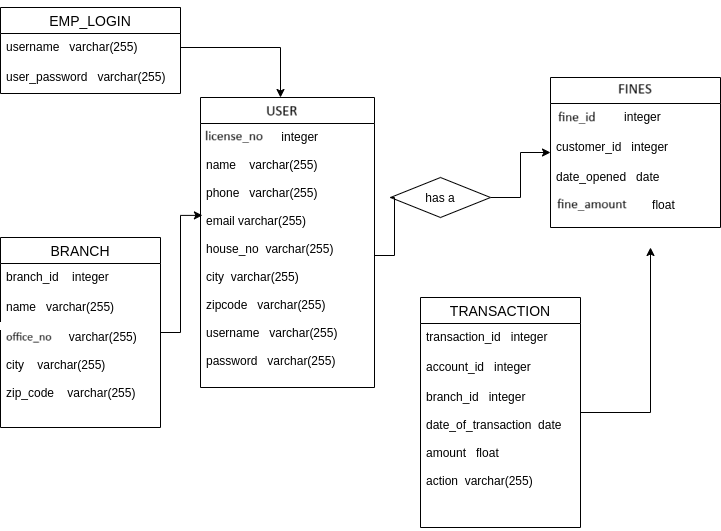 EMP_LOGIN
username varchar(255)
user_password varchar(255)
USER
license_no integer
name varchar(255)
phone varchar(255)
email varchar(255)
house_no varchar(255)
city varchar(255)
zipcode varchar(255)
username varchar(255)
password varchar(255)
has a
FINES
fine_id integer
customer_id integer
date_opened date
fine_amount float
BRANCH
branch_id integer
name varchar(255)
office_no varchar(255)
city varchar(255)
zip_code varchar(255)
TRANSACTION
transaction_id integer
account_id integer
branch_id integer
date_of_transaction date
amount float
action varchar(255)